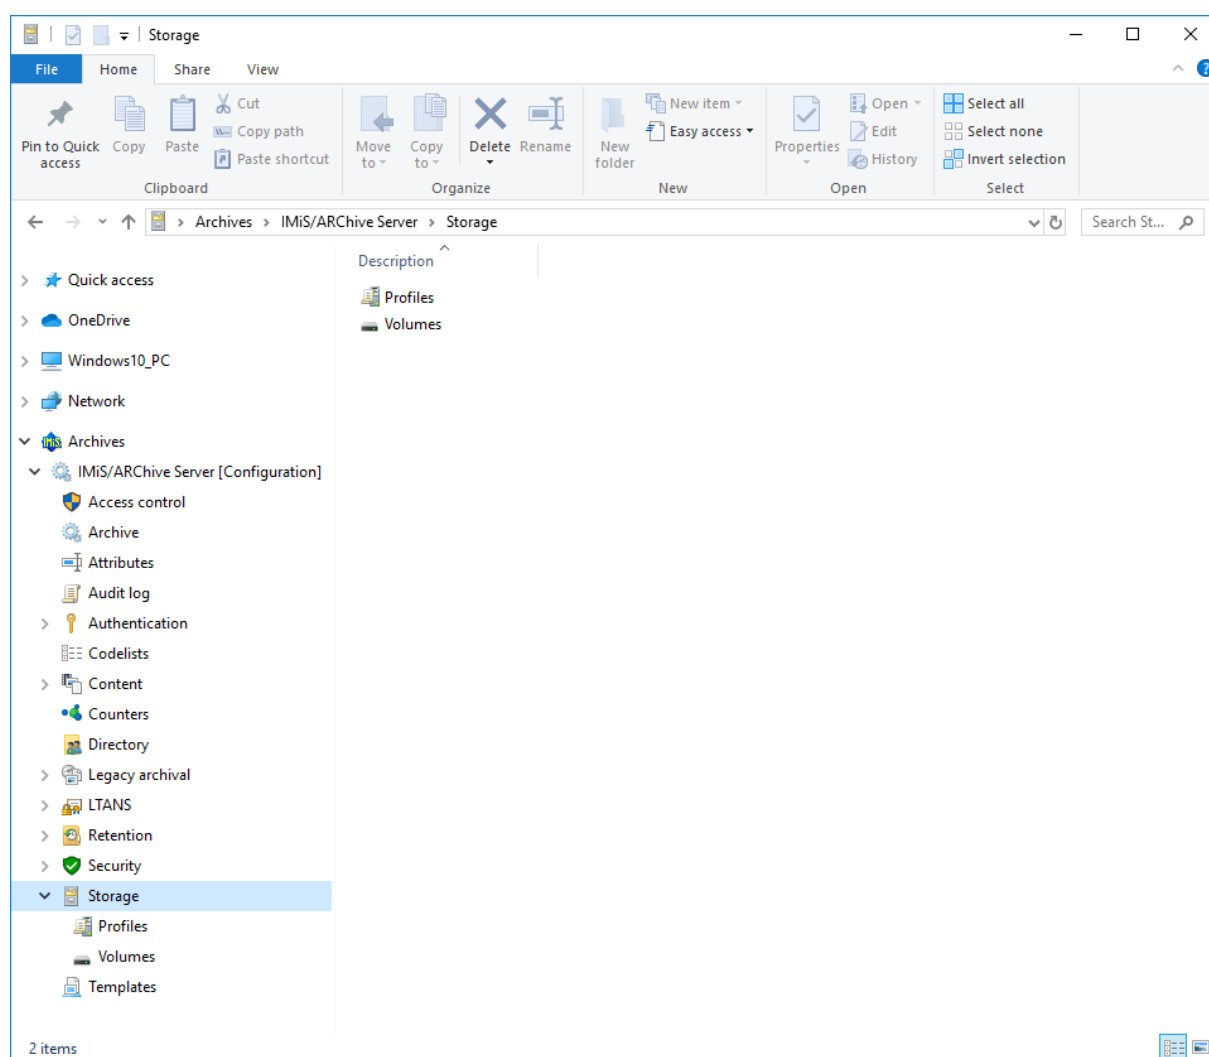 Storage
File Home Share View
Pin to Quick access
Copy
Paste
Cut
Copy path
Paste shortcut
Clipboard
Move to
Copy to
Delete
Rename
Organize
New folder
New item
Easy access
New
Properties
Open
Edit
History
Open
Select all
Select none
Invert selection
Select
Archives > IMiS/ARChive Server > Storage
Search St...
Description
Profiles
Volumes
Quick access
OneDrive
Windows10_PC
Network
Archives
IMiS/ARChive Server [Configuration]
Access control
Archive
Attributes
Audit log
Authentication
Codelists
Content
Counters
Directory
Legacy archival
LTANS
Retention
Security
Storage
Profiles
Volumes
Templates
2 items